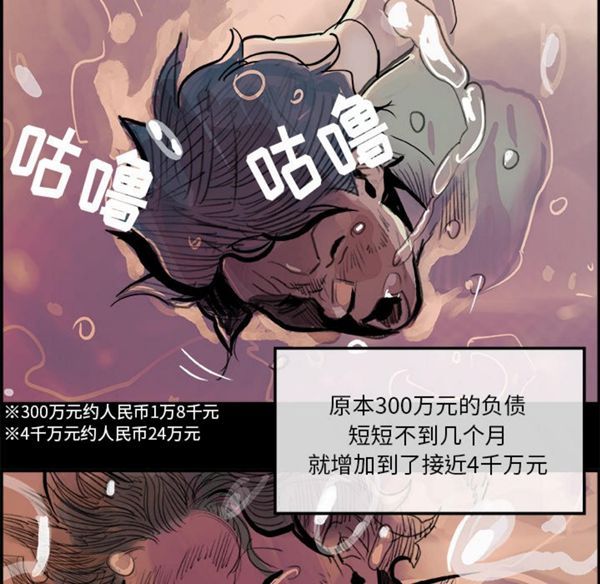 咕噜
咕噜
原本300万元的负债
短短不到几个月
就增加到了接近4千万元
※300万元约人民币1万8千元
※4千万元约人民币24万元